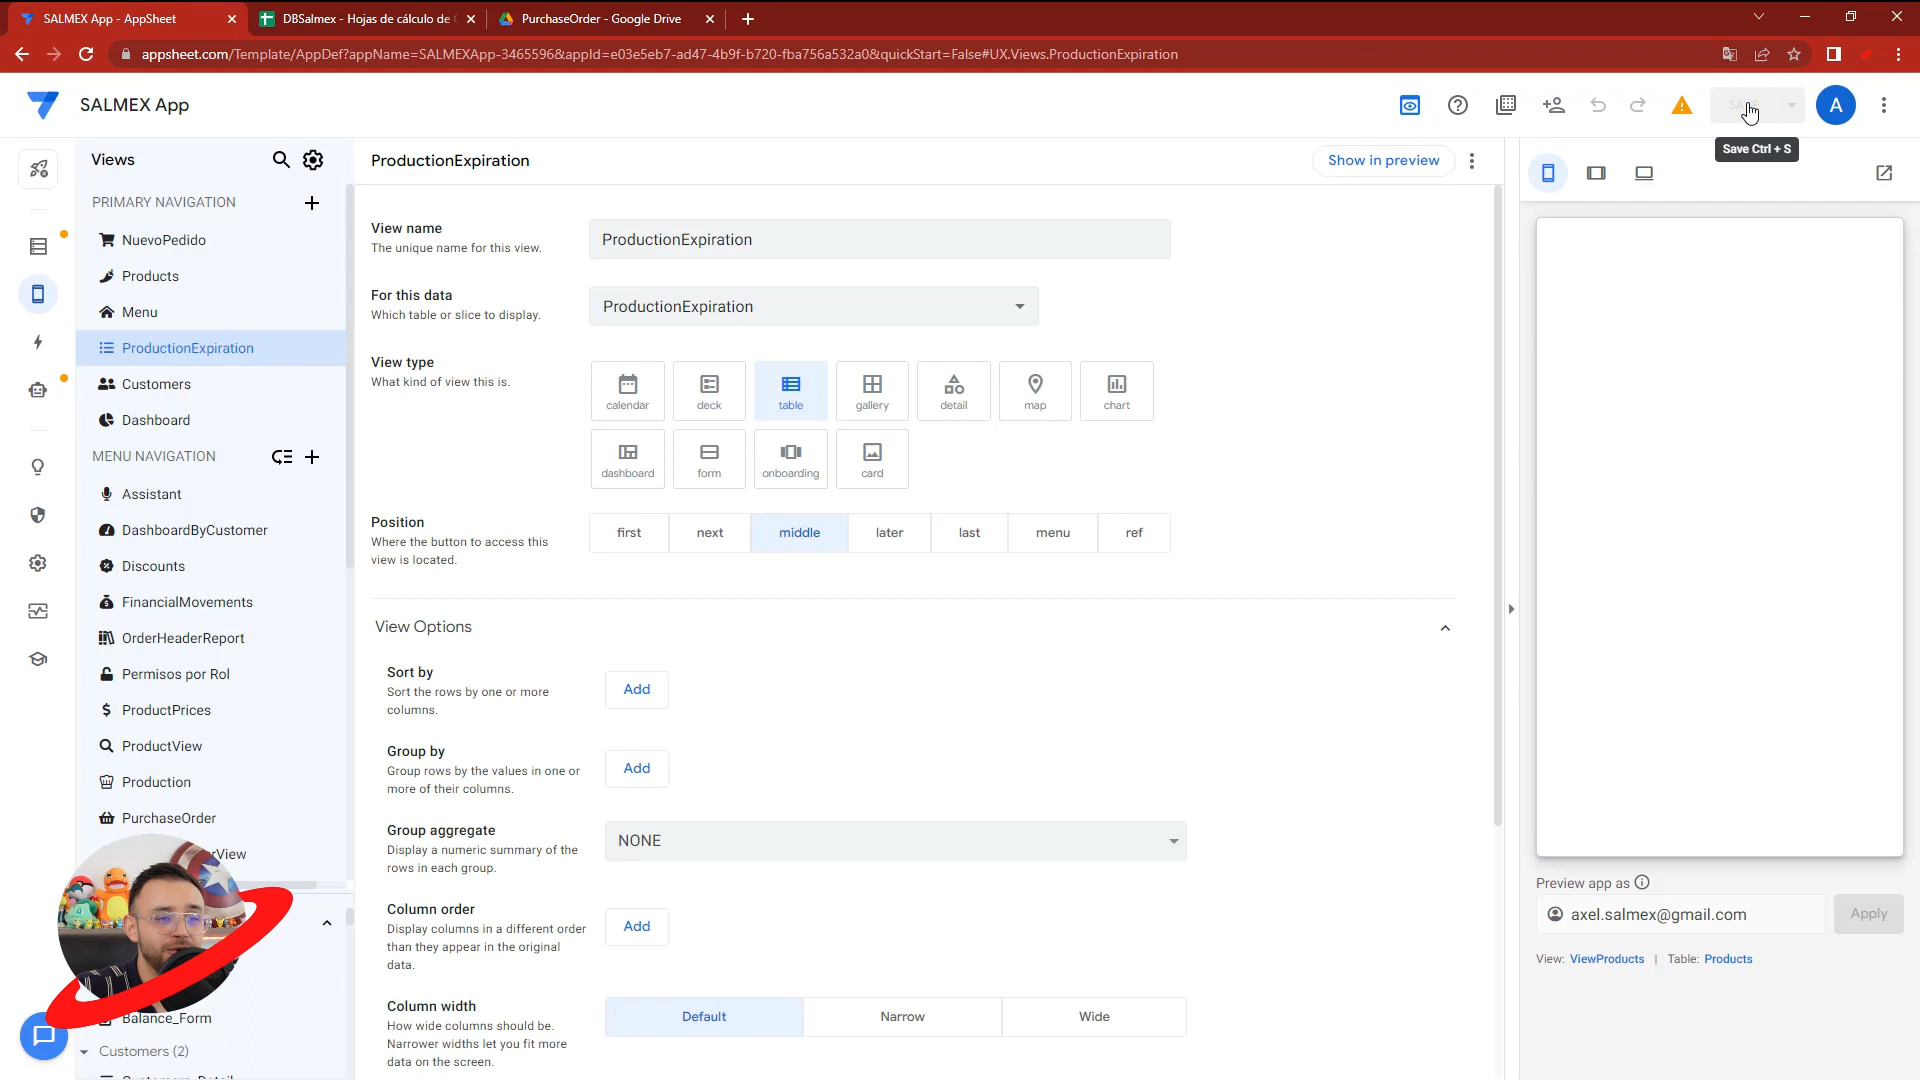 SALMEX App - AppSheet
DBSalmex - Hojas de cálculo de
PurchaseOrder - Google Drive
appsheet.com/Template/AppDef?appName=SALMEXApp-3465596&appId=e03e5eb7-ad47-4b9f-b720-fba756a532a0&quickStart=False#UX.Views.ProductionExpiration
SALMEX App
A
Save Ctrl + S
Views
PRIMARY NAVIGATION
NuevoPedido
Products
Menu
ProductionExpiration
Customers
Dashboard
MENU NAVIGATION
Assistant
DashboardByCustomer
Discounts
FinancialMovements
OrderHeaderReport
Permisos por Rol
ProductPrices
ProductView
Production
PurchaseOrder
rView
Balance_Form
Customers (2)
ProductionExpiration
Show in preview
View name
The unique name for this view.
ProductionExpiration
For this data
Which table or slice to display.
ProductionExpiration
View type
What kind of view this is.
calendar
deck
table
gallery
detail
map
chart
dashboard
form
onboarding
card
Position
Where the button to access this
view is located.
first
next
middle
later
last
menu
ref
View Options
Sort by
Sort the rows by one or more
columns.
Add
Group by
Group rows by the values in one or
more of their columns.
Add
Group aggregate
Display a numeric summary of the
rows in each group.
NONE
Column order
Display columns in a different order
than they appear in the original
data.
Add
Column width
How wide columns should be.
Narrower widths let you fit more
data on the screen.
Default
Narrow
Wide
Preview app as
axel.salmex@gmail.com
Apply
View: ViewProducts | Table: Products